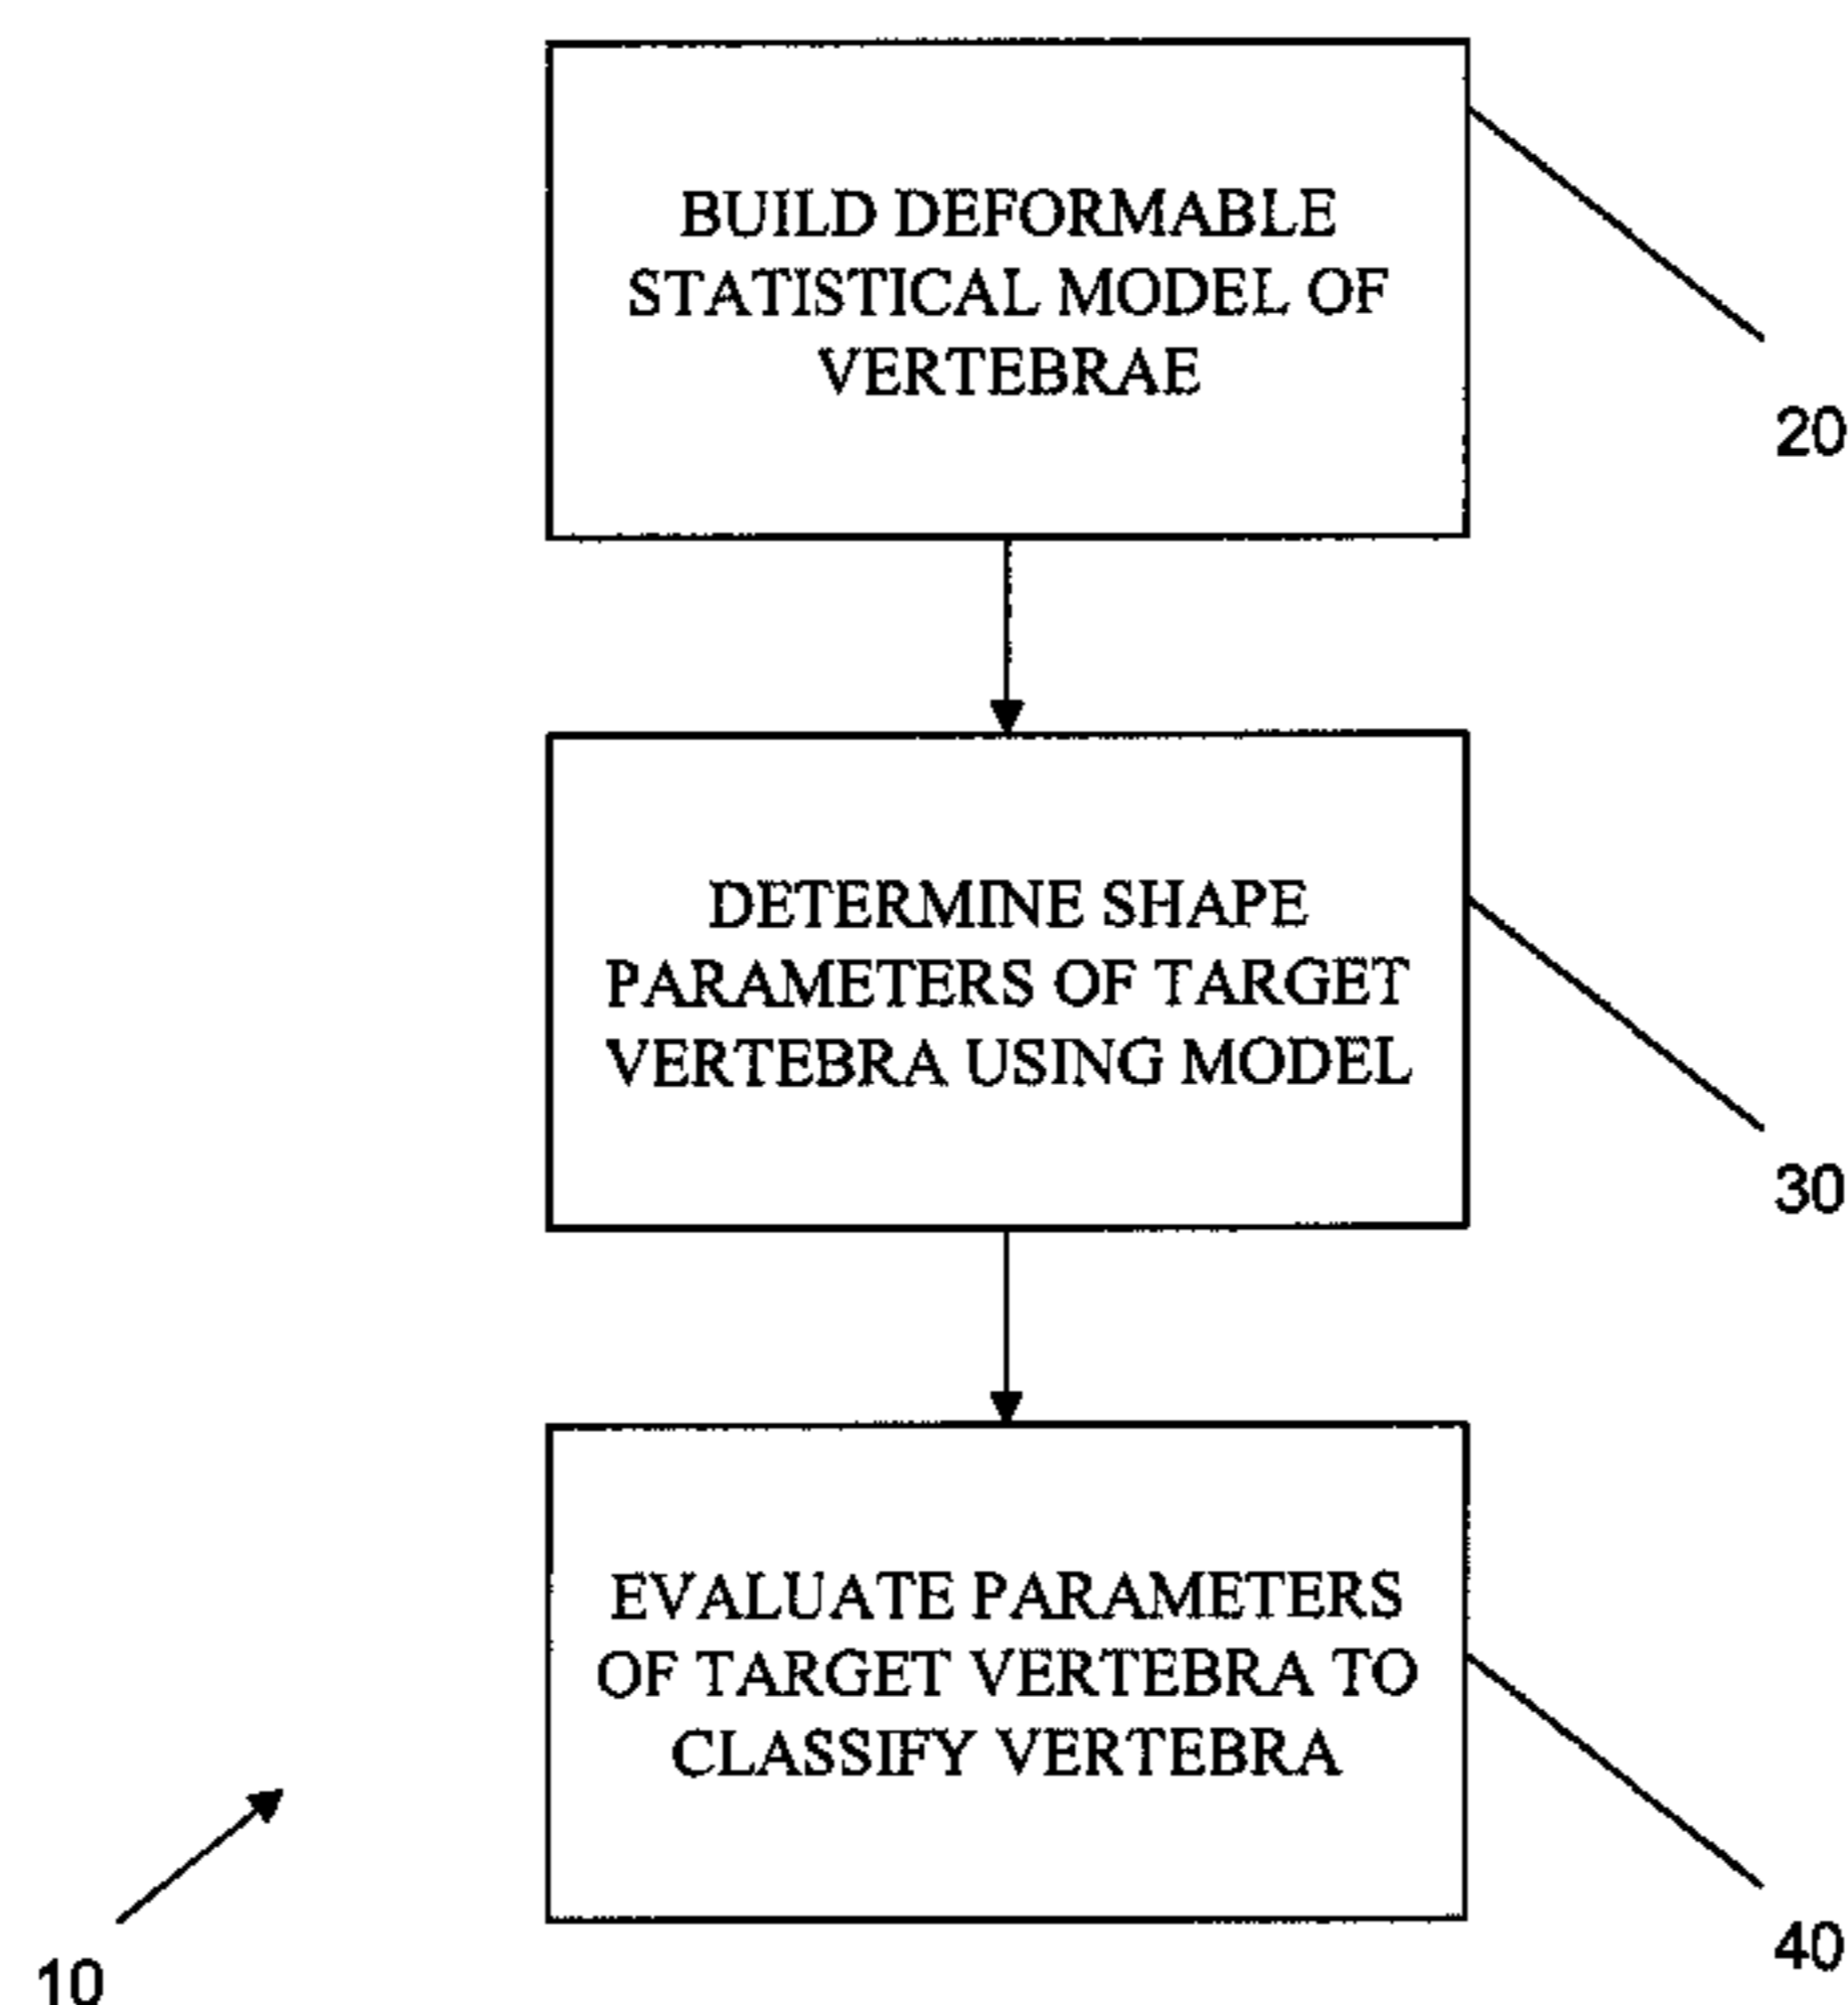 BUILD DEFORMABLE
STATISTICAL MODEL OF
VERTEBRAE
20
DETERMINE SHAPE
PARAMETERS OF TARGET
VERTEBRA USING MODEL
30
EVALUATE PARAMETERS
OF TARGET VERTEBRA TO
CLASSIFY VERTEBRA
40
10